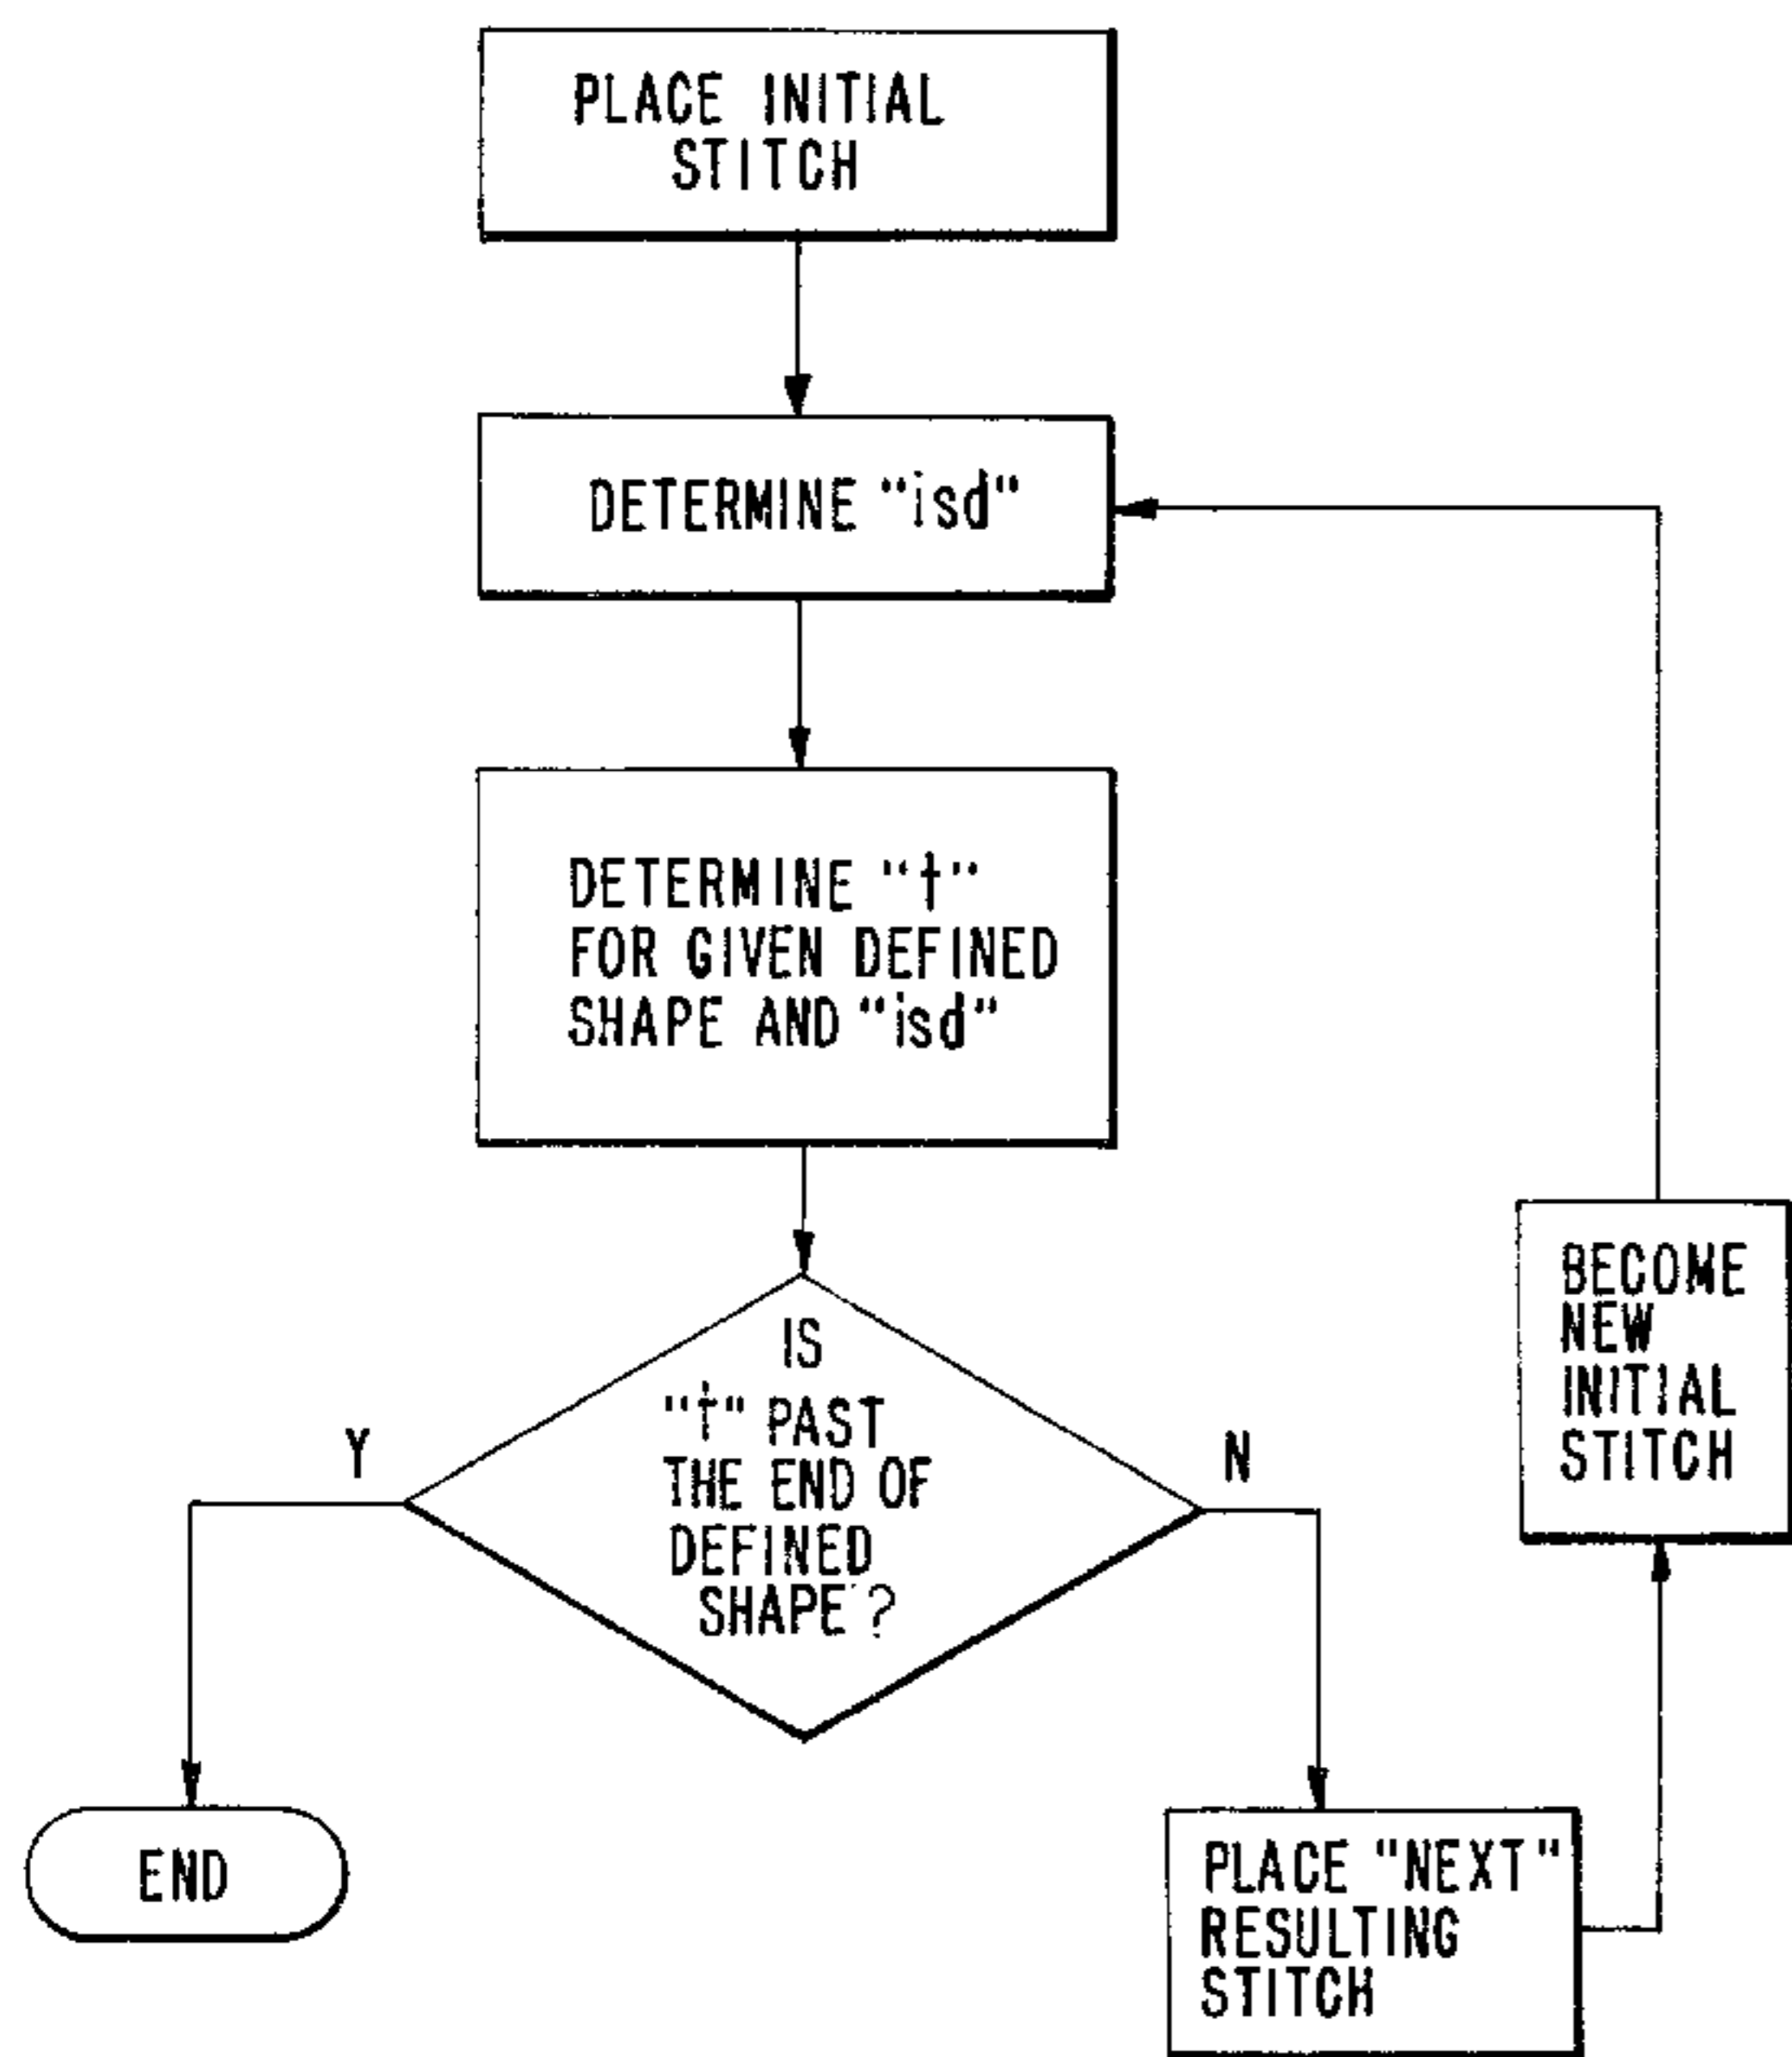 PLACE INITIAL
STITCH
DETERMINE "isd"
DETERMINE "t"
FOR GIVEN DEFINED
SHAPE AND "isd"
IS
"t" PAST
THE END OF
DEFINED
SHAPE ?
Y
N
BECOME
NEW
INITIAL
STITCH
END
PLACE "NEXT"
RESULTING
STITCH